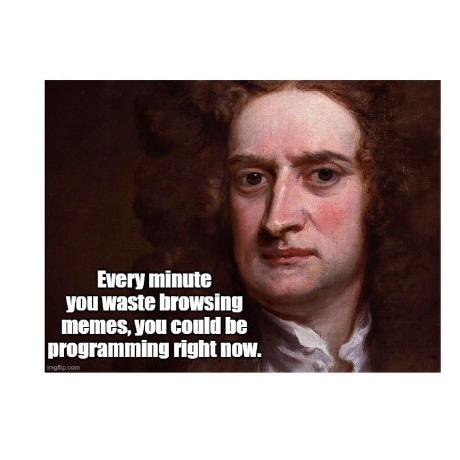 Every minute
you waste browsing
memes, you could be
programming right now.
imgflip.com